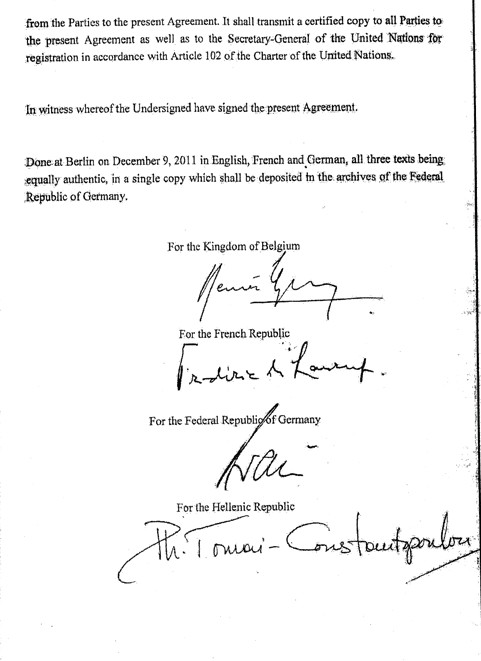 from the Parties to the present Agreement. It shall transmit a certified copy to all Parties to
the present Agreement as well as to the Secretary-General of the United Nations for
registration in accordance with Article 102 of the Charter of the United Nations.
In witness whereof the Undersigned have signed the present Agreement.
Done at Berlin on December 9, 2011 in English, French and German, all three texts being
equally authentic, in a single copy which shall be deposited in the archives of the Federal
Republic of Germany.
For the Kingdom of Belgium
For the French Republic
For the Federal Republic of Germany
For the Hellenic Republic
Ph. Tomai - Constantopoulou